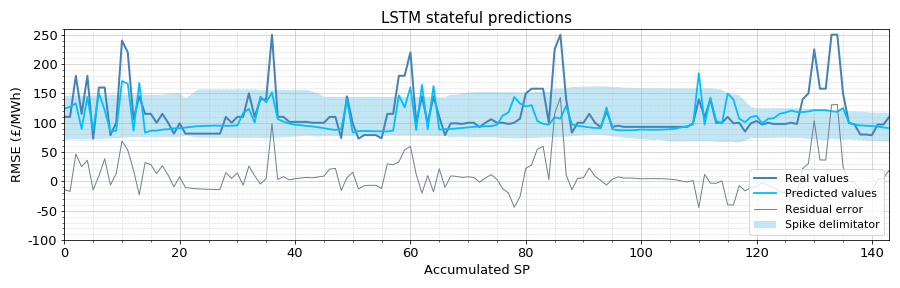 LSTM stateful predictions
RMSE (£/MWh)
250
200
150
100
50
0
-50
-100
0
20
40
60
80
100
120
140
Accumulated SP
Real values
Predicted values
Residual error
Spike delimitator